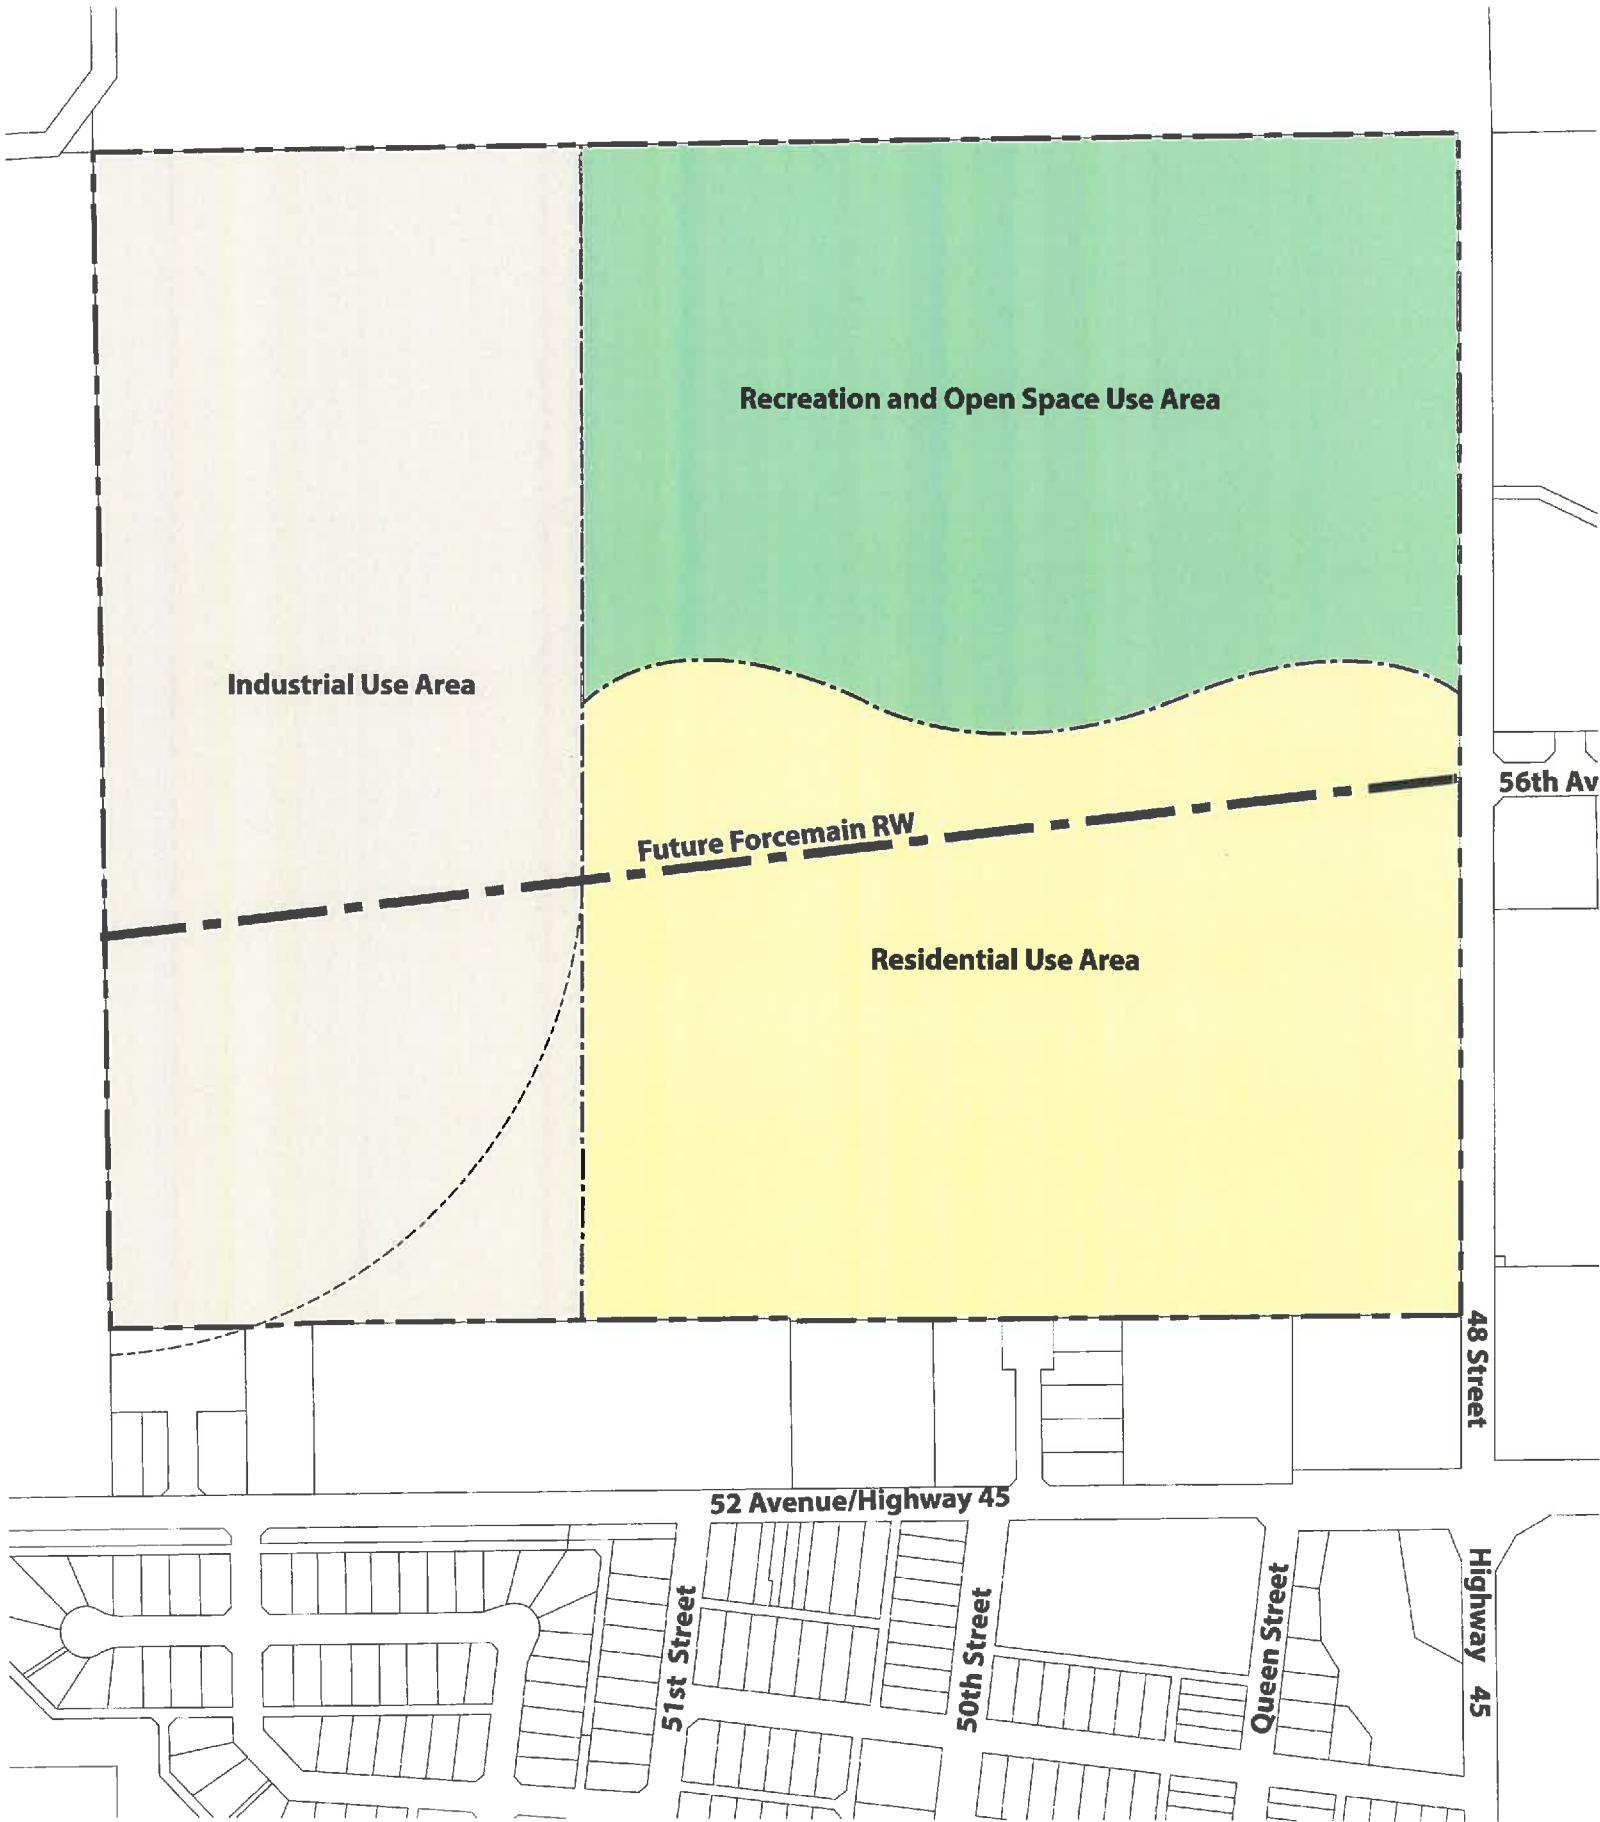 Recreation and Open Space Use Area
Industrial Use Area
56th Av
Future Forcemain RW
Residential Use Area
48 Street
52 Avenue/Highway 45
51st Street
50th Street
Queen Street
Highway 45